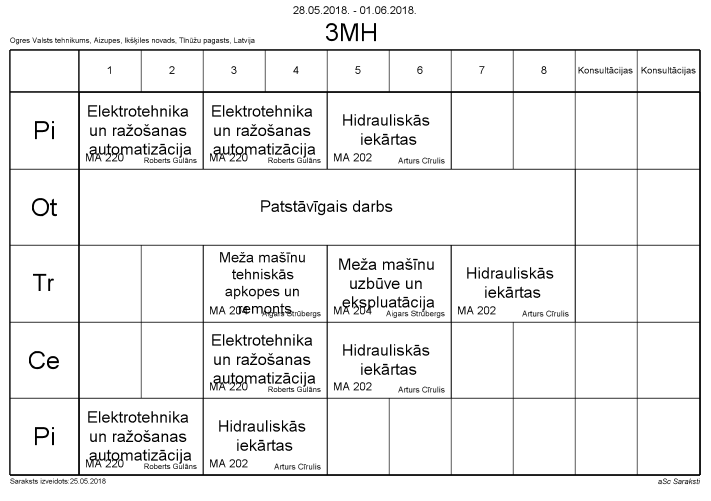 28.05.2018. - 01.06.2018.
Ogres Valsts tehnikums, Aizupes, Ikšķiles novads, Tīnūžu pagasts, Latvija
3MH
1 2 3 4 5 6 7 8 Konsultācijas Konsultācijas
Pi
Elektrotehnika
un ražošanas
automatizācija
MA 220 Roberts Gulāns
Elektrotehnika
un ražošanas
automatizācija
MA 220 Roberts Gulāns
Hidrauliskās
iekārtas
MA 202 Arturs Cīrulis
Ot
Patstāvīgais darbs
Tr
Meža mašīnu
tehniskās
apkopes un
remonts
MA 204 Aigars Strūbergs
Meža mašīnu
uzbūve un
ekspluatācija
MA 204 Aigars Strūbergs
Hidrauliskās
iekārtas
MA 202 Arturs Cīrulis
Ce
Elektrotehnika
un ražošanas
automatizācija
MA 220 Roberts Gulāns
Hidrauliskās
iekārtas
MA 202 Arturs Cīrulis
Pi
Elektrotehnika
un ražošanas
automatizācija
MA 220 Roberts Gulāns
Hidrauliskās
iekārtas
MA 202 Arturs Cīrulis
Saraksts izveidots:25.05.2018
aSc Saraksti